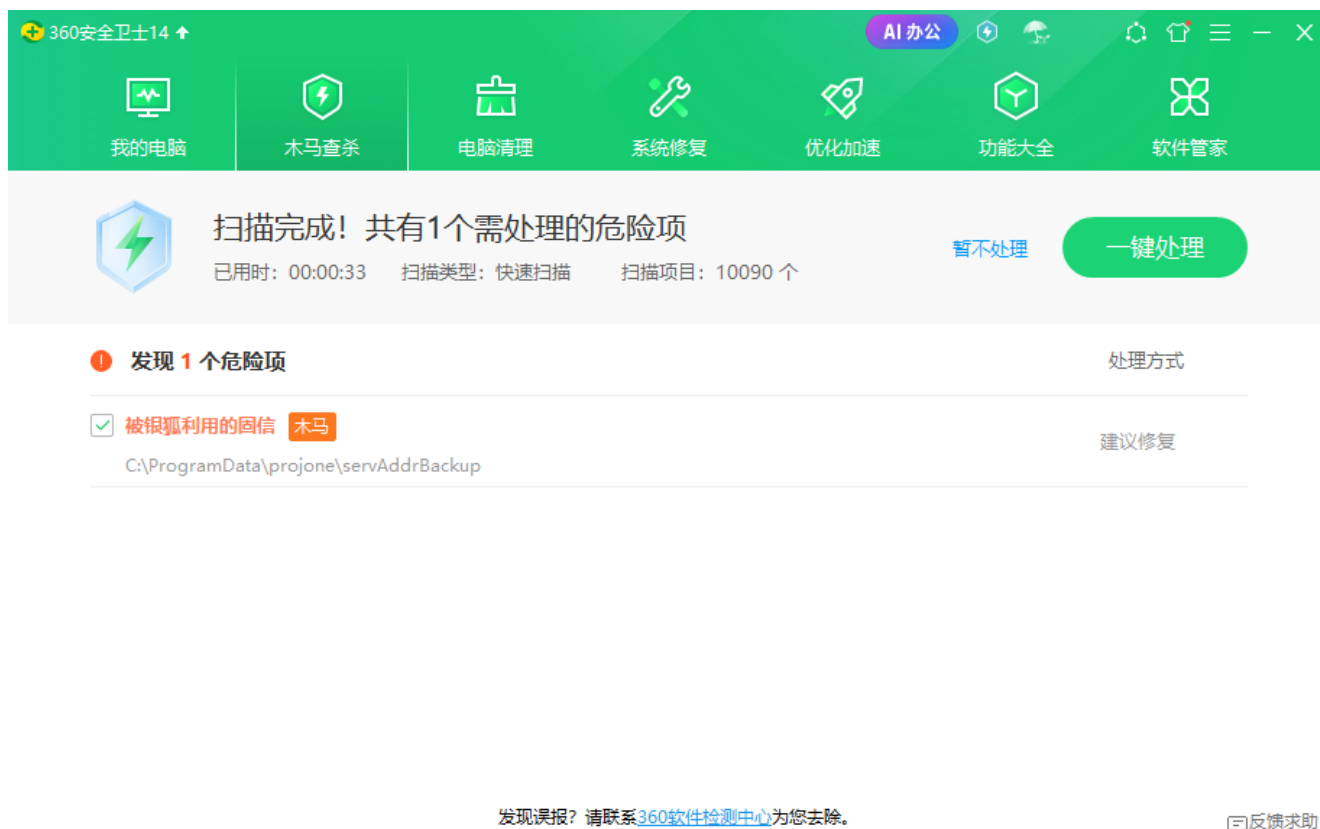 360安全卫士14
AI 办公
我的电脑
木马查杀
电脑清理
系统修复
优化加速
功能大全
软件管家
扫描完成！共有1个需处理的危险项
已用时：00:00:33 扫描类型：快速扫描 扫描项目：10090 个
暂不处理
一键处理
发现 1 个危险项
处理方式
被银狐利用的固信 木马
C:\ProgramData\projone\servAddrBackup
建议修复
发现误报？请联系360软件检测中心为您去除。
反馈求助